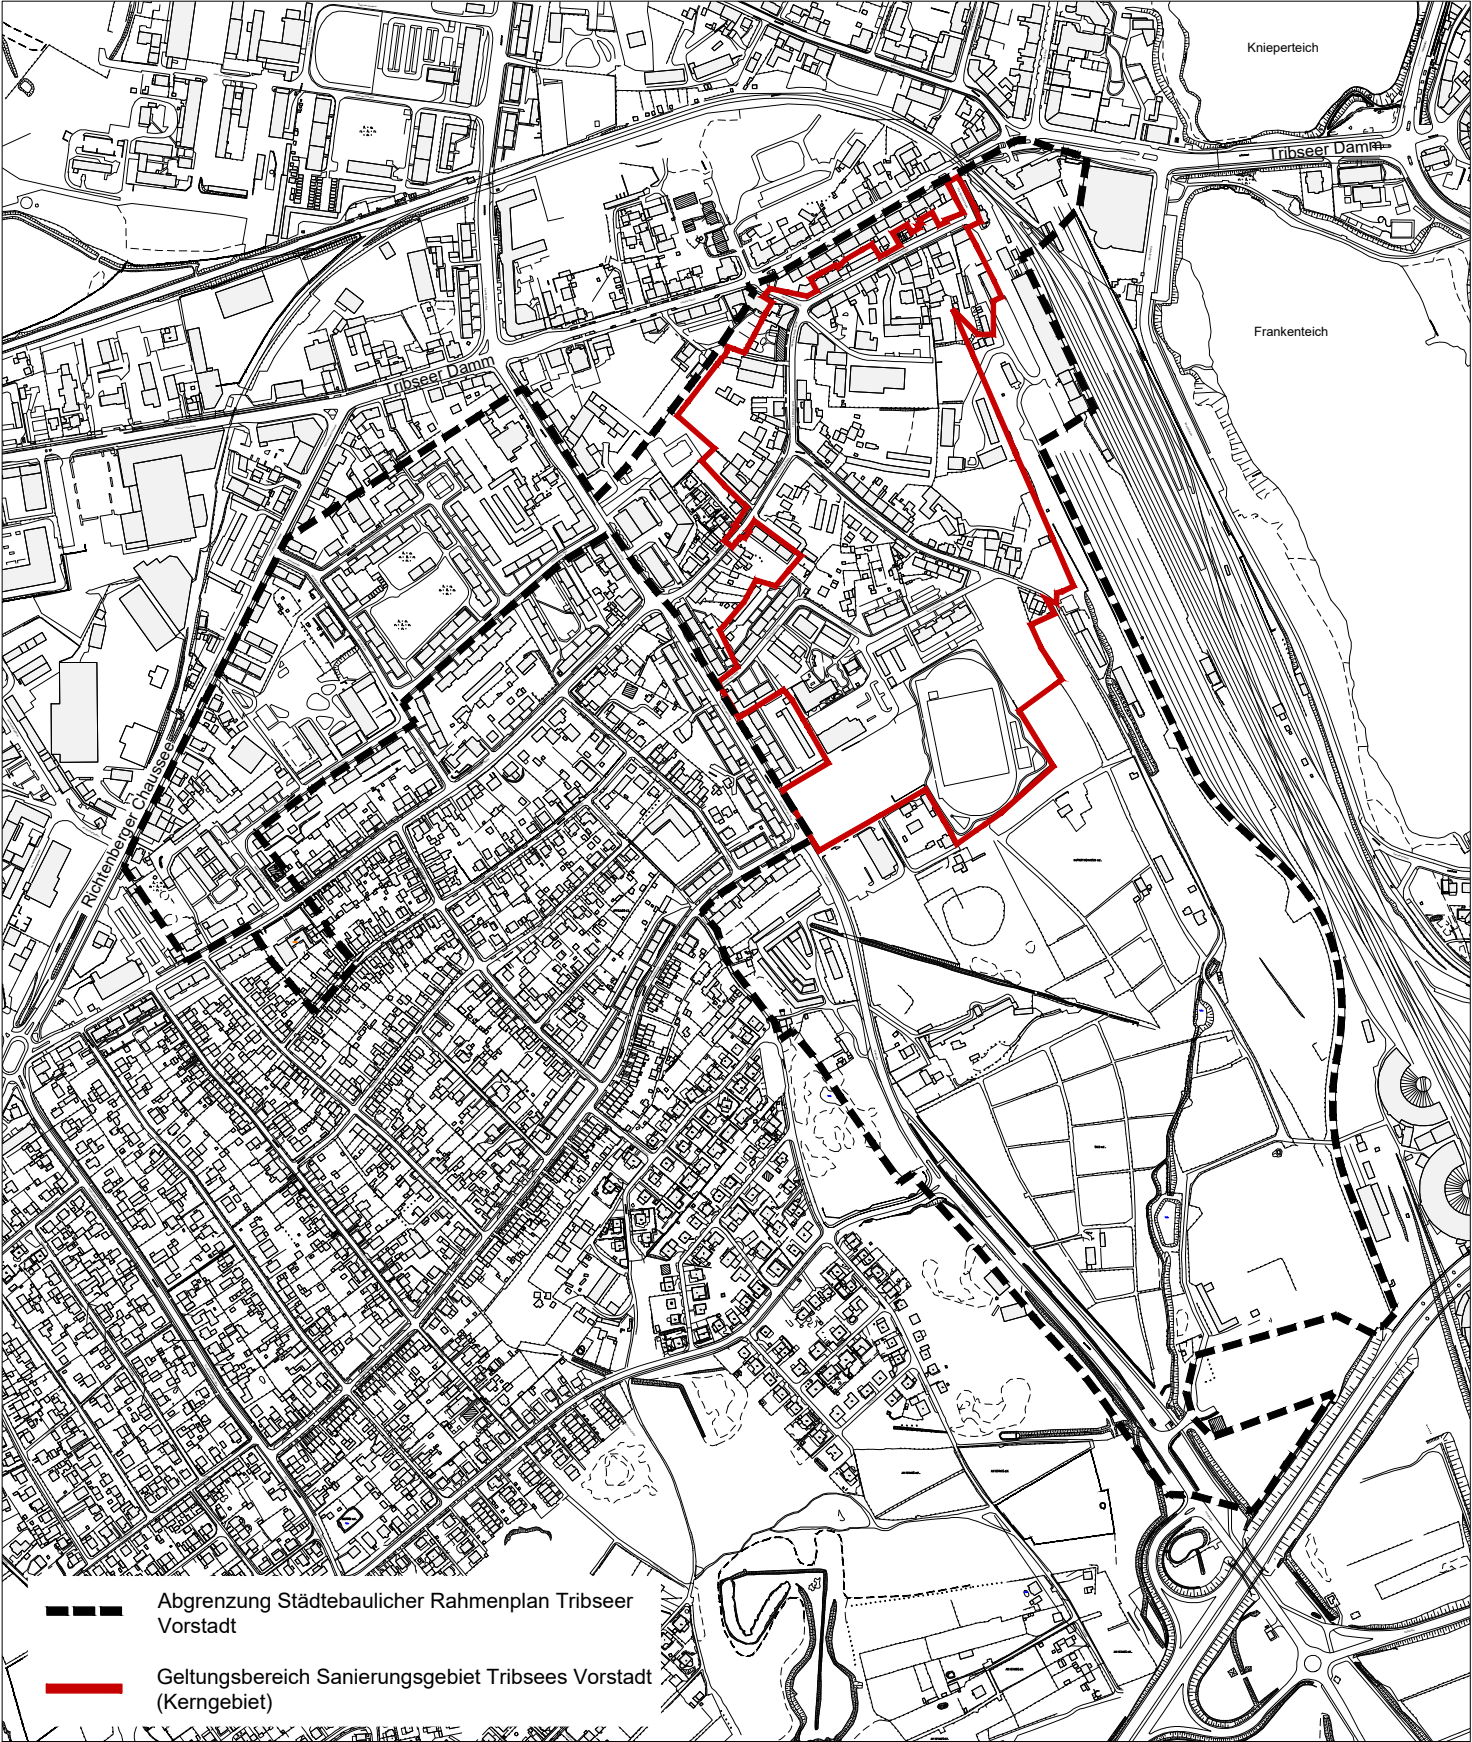 Knieperteich
Tribseer Damm
Frankenteich
Tribseer Damm
Richtenberger Chaussee
Abgrenzung Städtebaulicher Rahmenplan Tribseer
Vorstadt
Geltungsbereich Sanierungsgebiet Tribsees Vorstadt
(Kerngebiet)